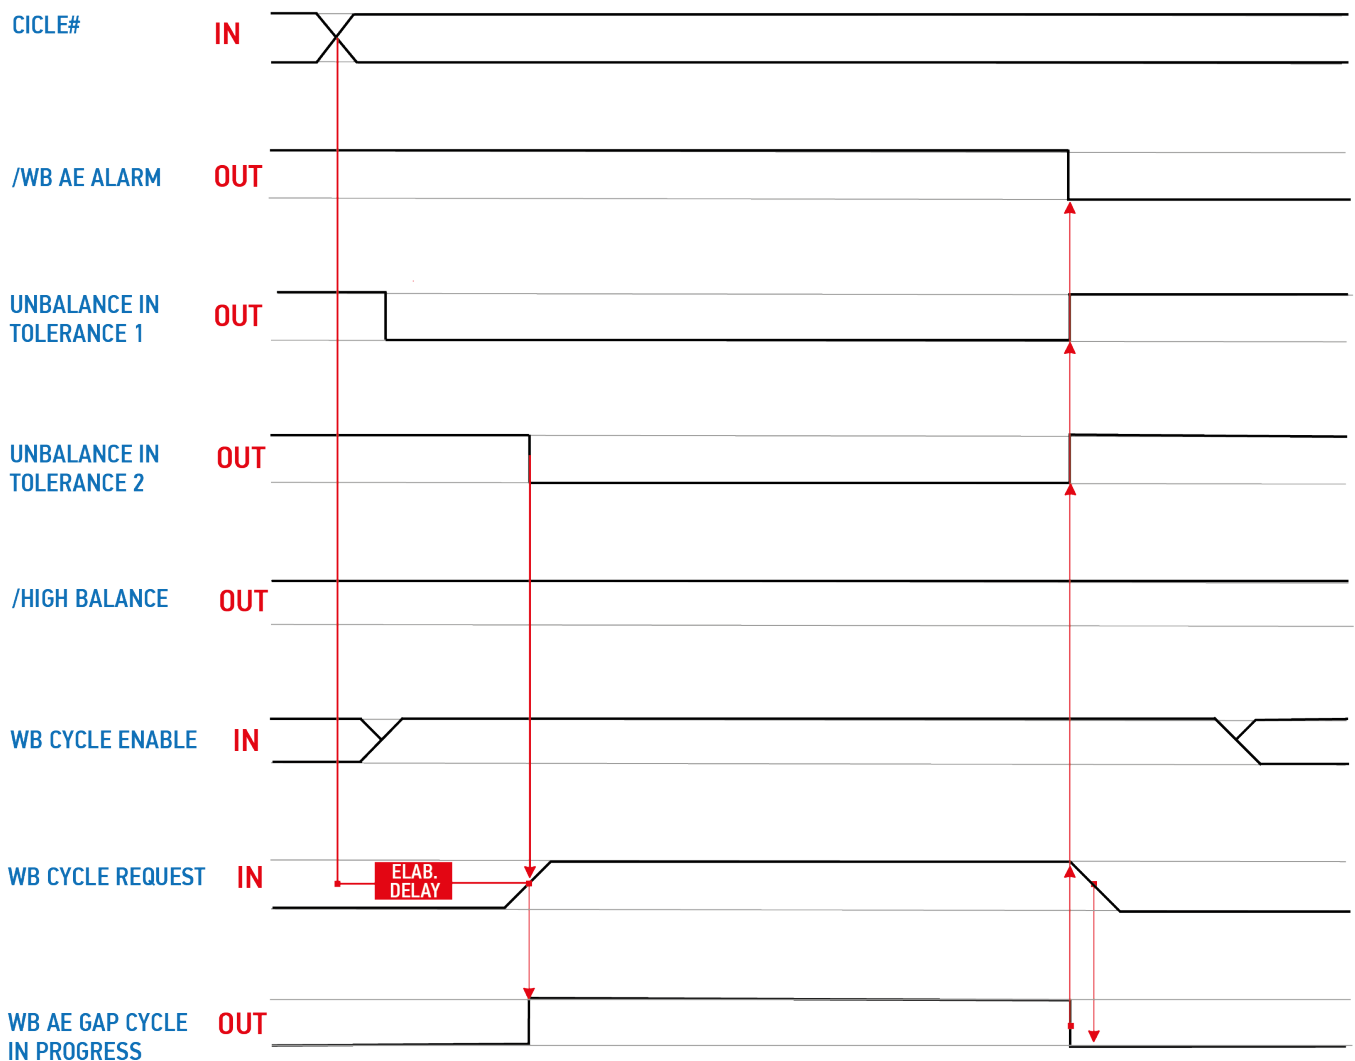 CICLE#
IN
/WB AE ALARM
OUT
UNBALANCE IN
TOLERANCE 1
OUT
UNBALANCE IN
TOLERANCE 2
OUT
/HIGH BALANCE
OUT
WB CYCLE ENABLE
IN
WB CYCLE REQUEST
IN
ELAB.
DELAY
WB AE GAP CYCLE
IN PROGRESS
OUT